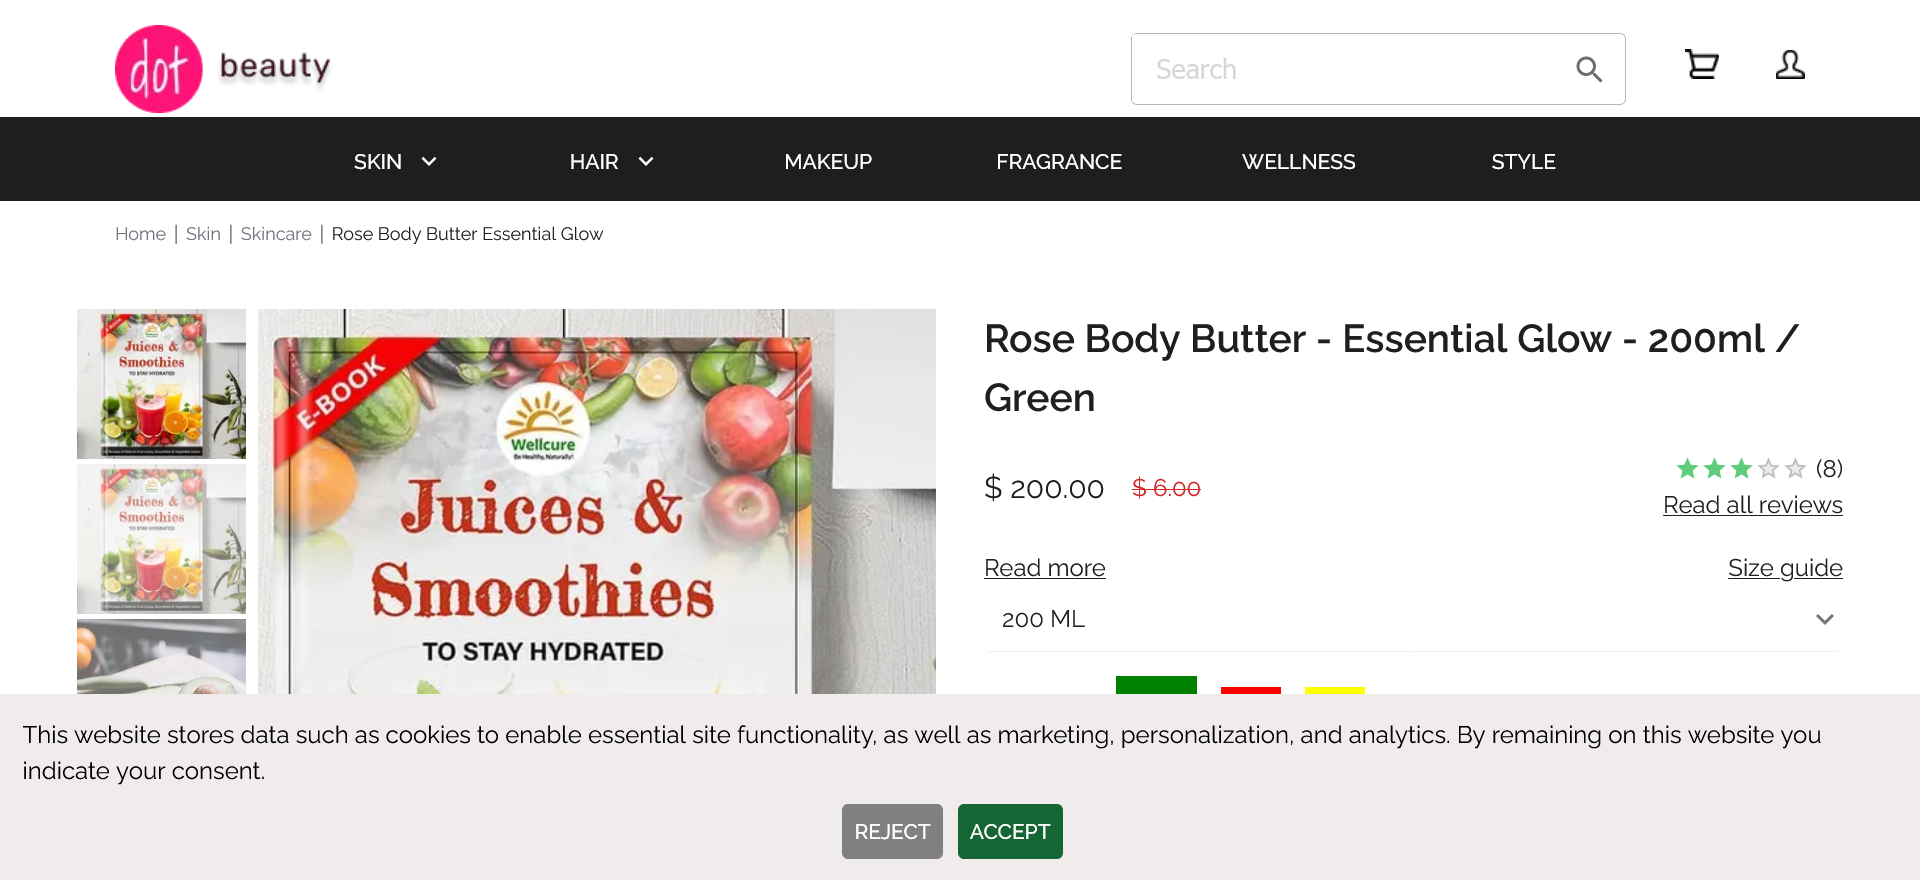 dot beauty
Search
SKIN
HAIR
MAKEUP
FRAGRANCE
WELLNESS
STYLE
Home | Skin | Skincare | Rose Body Butter Essential Glow
Juices &
Smoothies
TO STAY HYDRATED
Juices &
Smoothies
TO STAY HYDRATED
E-BOOK
Wellcure
Be Healthy, Naturally!
Juices &
Smoothies
TO STAY HYDRATED
Rose Body Butter - Essential Glow - 200ml /
Green
$ 200.00 $ 6.00
(8)
Read all reviews
Read more
Size guide
200 ML
This website stores data such as cookies to enable essential site functionality, as well as marketing, personalization, and analytics. By remaining on this website you
indicate your consent.
REJECT
ACCEPT